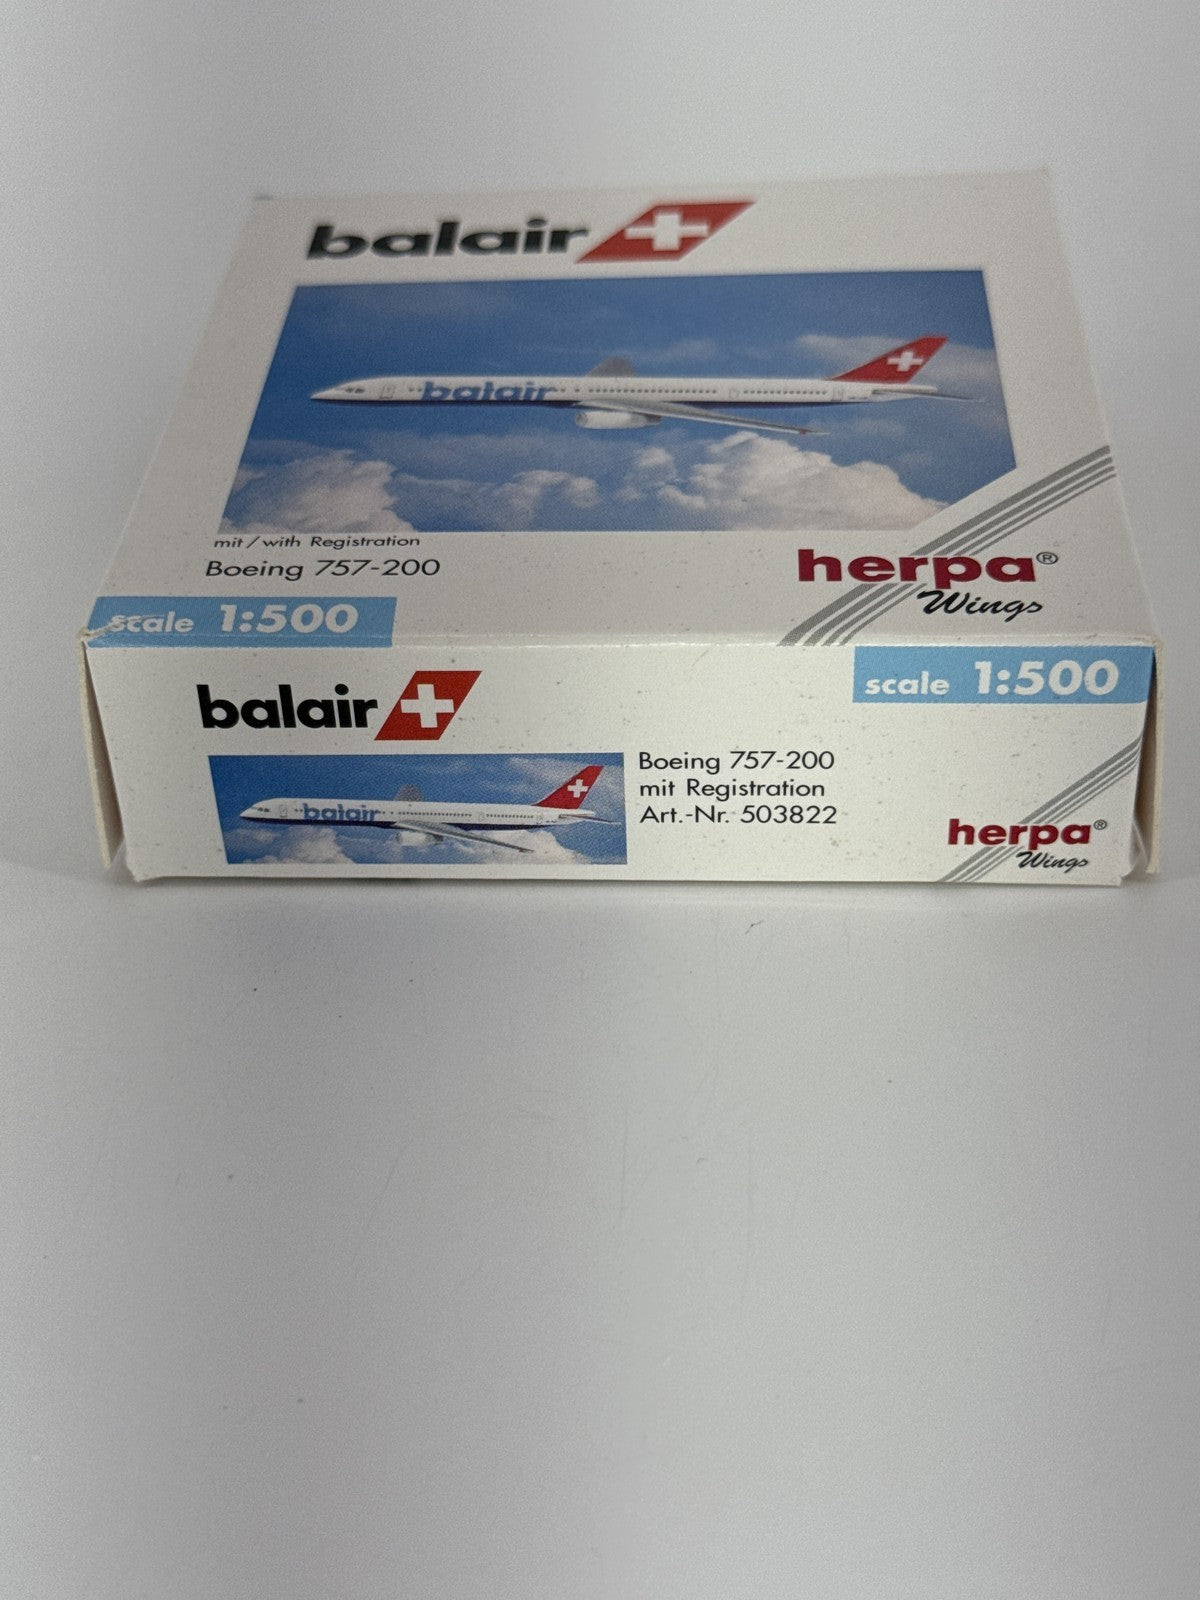 balair
balair
mit / with Registration
Boeing 757-200
herpa®
Wings
scale 1:500
scale 1:500
balair
Boeing 757-200
mit Registration
Art.-Nr. 503822
balair
herpa®
Wings